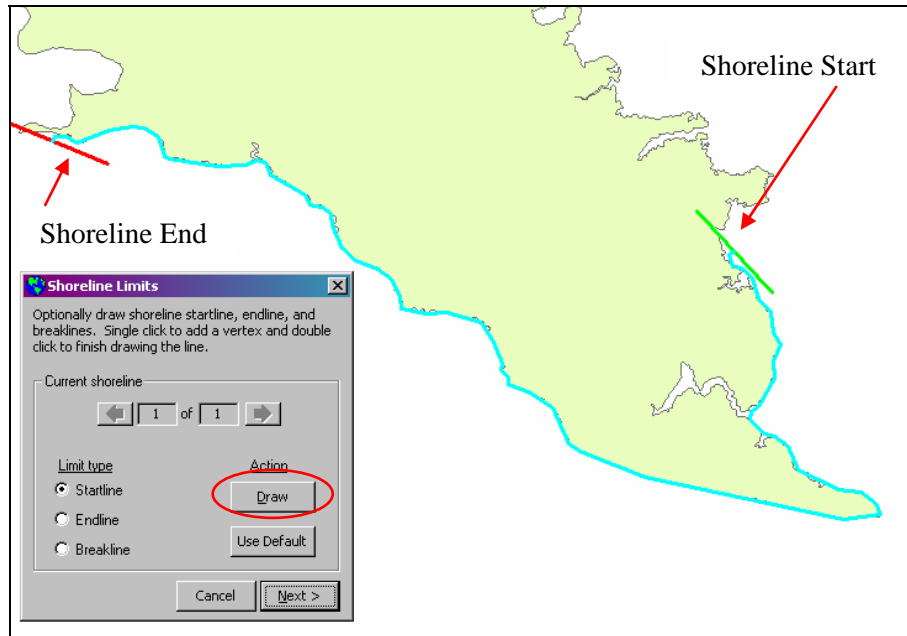 Shoreline Start
Shoreline End
Shoreline Limits
Optionally draw shoreline startline, endline, and
breaklines. Single click to add a vertex and double
click to finish drawing the line.
Current shoreline
1 of 1
Limit type Action
Startline Draw
Endline
Breakline Use Default
Cancel Next >